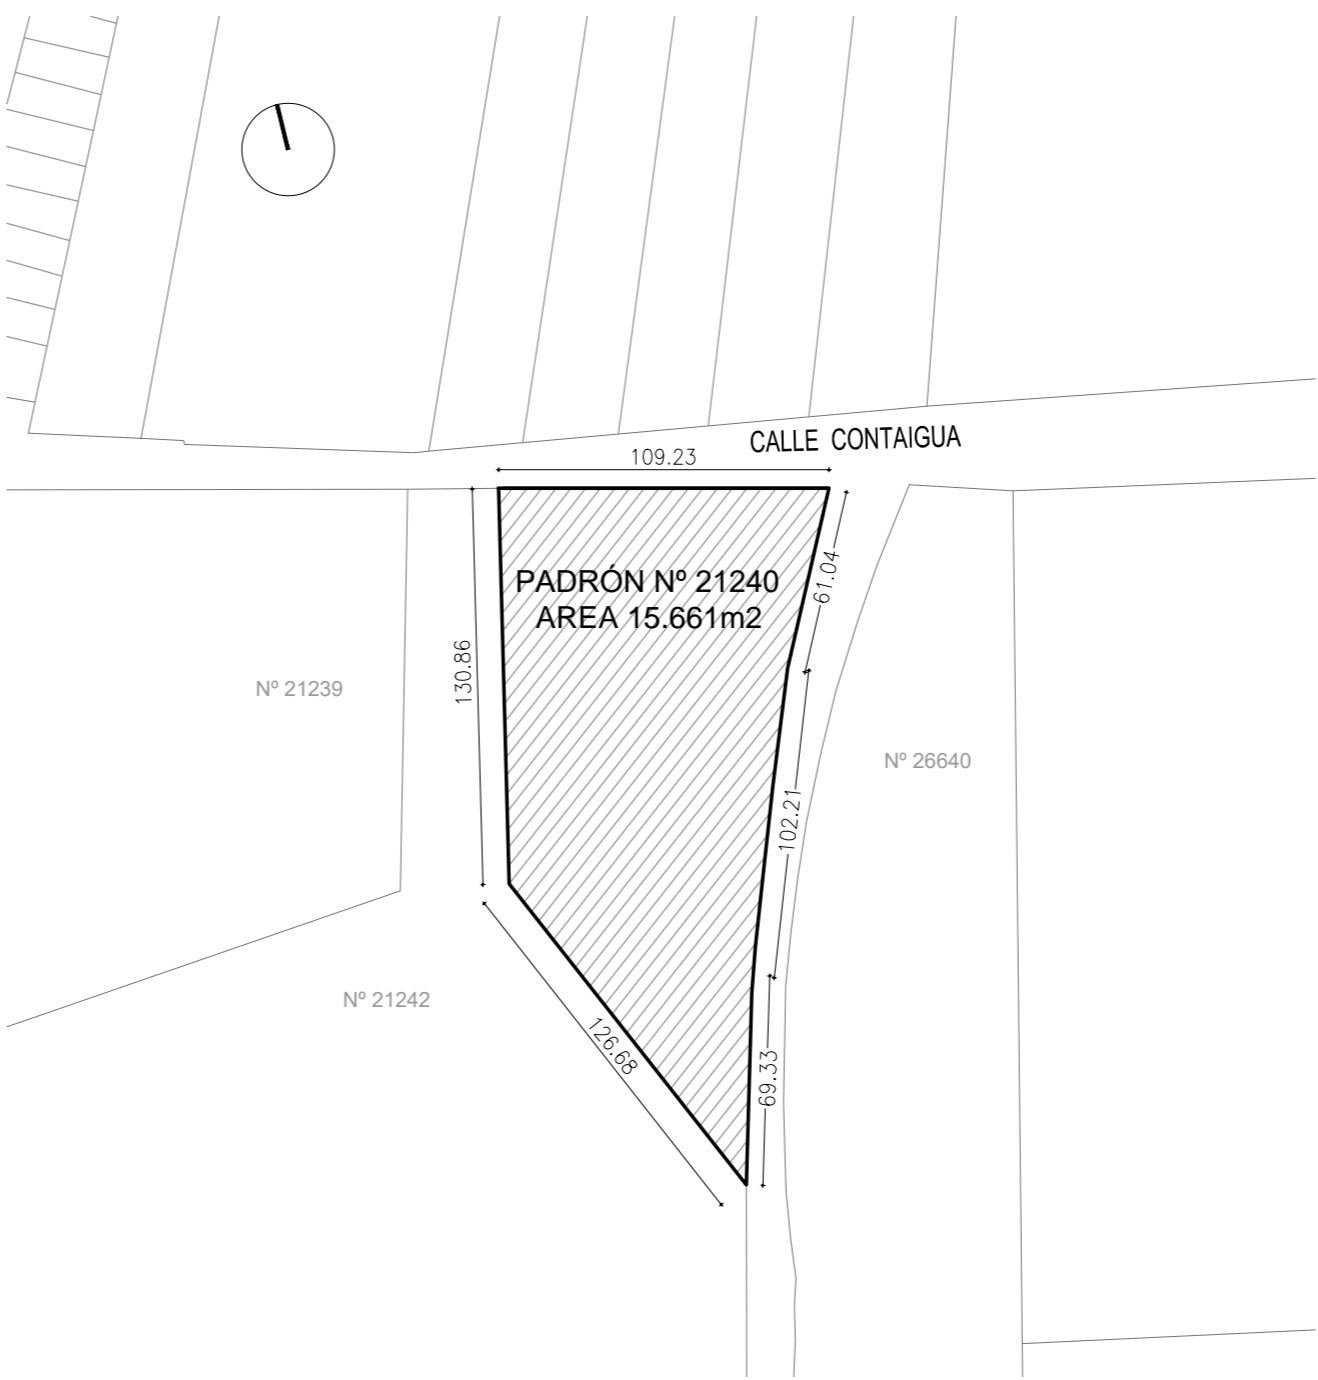 CALLE CONTAIGUA
109.23
61.04
PADRÓN Nº 21240
AREA 15.661m2
130.86
Nº 21239
Nº 26640
102.21
Nº 21242
126.68
69.33